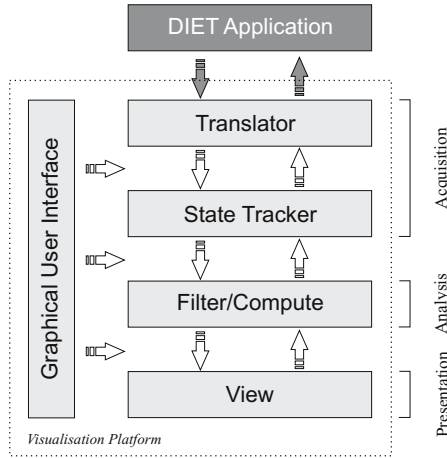 DIET Application
Translator
State Tracker
Filter/Compute
View
Graphical User Interface
Acquisition
Analysis
Presentation
Visualisation Platform